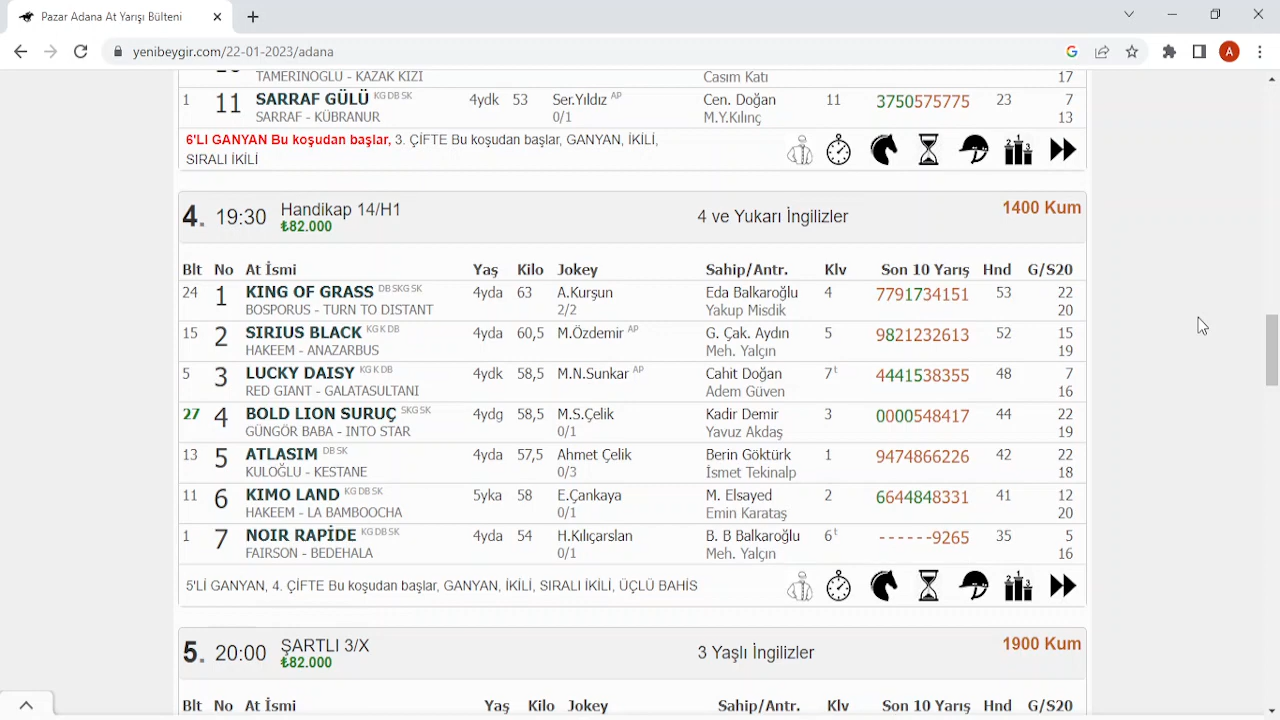 Pazar Adana At Yarışı Bülteni
yenibeygir.com/22-01-2023/adana
A
TAMERİNOĞLU - KAZAK KIZI Casım Katı 17
1 11 SARRAF GÜLÜ KG DB SK 4ydk 53 Ser.Yıldız AP Cen. Doğan 11 3750575775 23 7
SARRAF - KÜBRANUR 0/1 M.Y.Kılınç 13
6'LI GANYAN Bu koşudan başlar, 3. ÇİFTE Bu koşudan başlar, GANYAN, İKİLİ,
SIRALI İKİLİ
4. 19:30 Handikap 14/H1 4 ve Yukarı İngilizler 1400 Kum
₺82.000
Blt No At İsmi Yaş Kilo Jokey Sahip/Antr. Klv Son 10 Yarış Hnd G/S20
24 1 KING OF GRASS DB SKG SK 4yda 63 A.Kurşun Eda Balkaroğlu 4 7791734151 53 22
BOSPORUS - TURN TO DISTANT 2/2 Yakup Misdik 20
15 2 SIRIUS BLACK KG K DB 4yda 60,5 M.Özdemir AP G. Çak. Aydın 5 9821232613 52 15
HAKEEM - ANAZARBUS Meh. Yalçın 19
5 3 LUCKY DAISY KG K DB 4ydk 58,5 M.N.Sunkar AP Cahit Doğan 7 t 4441538355 48 7
RED GIANT - GALATASULTANI Adem Güven 16
27 4 BOLD LION SURUÇ SKG SK 4ydg 58,5 M.S.Çelik Kadir Demir 3 0000548417 44 22
GÜNGÖR BABA - INTO STAR 0/1 Yavuz Akdaş 19
13 5 ATLASIM DB SK 4yda 57,5 Ahmet Çelik Berin Göktürk 1 9474866226 42 22
KULOĞLU - KESTANE 0/3 İsmet Tekinalp 18
11 6 KIMO LAND KG DB SK 5yka 58 E.Çankaya M. Elsayed 2 6644848331 41 12
HAKEEM - LA BAMBOOCHA 0/1 Emin Karataş 20
1 7 NOIR RAPİDE KG DB SK 4yda 54 H.Kılıçarslan B. B Balkaroğlu 6 t - - - - - -9265 35 5
FAIRSON - BEDEHALA 0/1 Meh. Yalçın 16
5'Lİ GANYAN, 4. ÇİFTE Bu koşudan başlar, GANYAN, İKİLİ, SIRALI İKİLİ, ÜÇLÜ BAHİS
5. 20:00 ŞARTLI 3/X 3 Yaşlı İngilizler 1900 Kum
₺82.000
Blt No At İsmi Yaş Kilo Jokey Sahip/Antr. Klv Son 10 Yarış Hnd G/S20